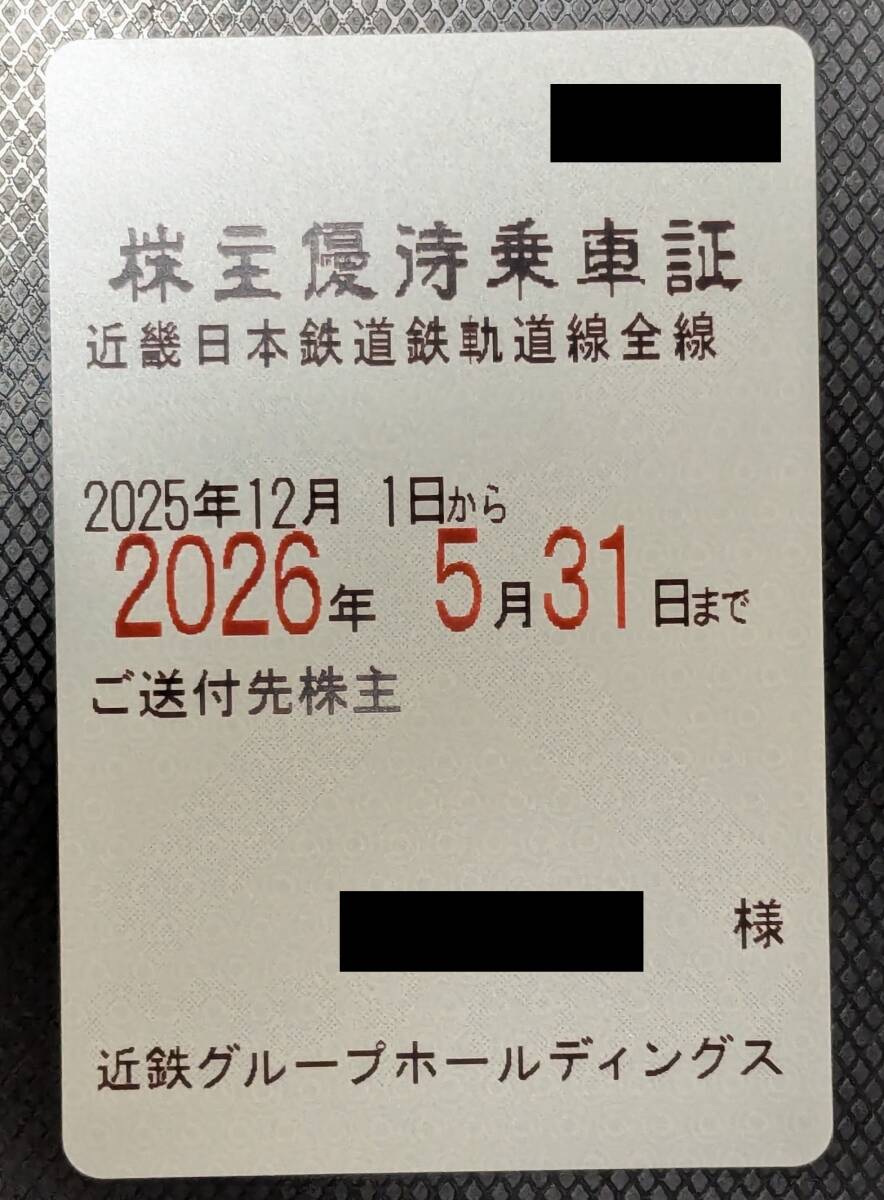 株主優待乗車証
近畿日本鉄道鉄軌道線全線
2025年12月 1日から
2026年 5月31日まで
ご送付先株主
様
近鉄グループホールディングス